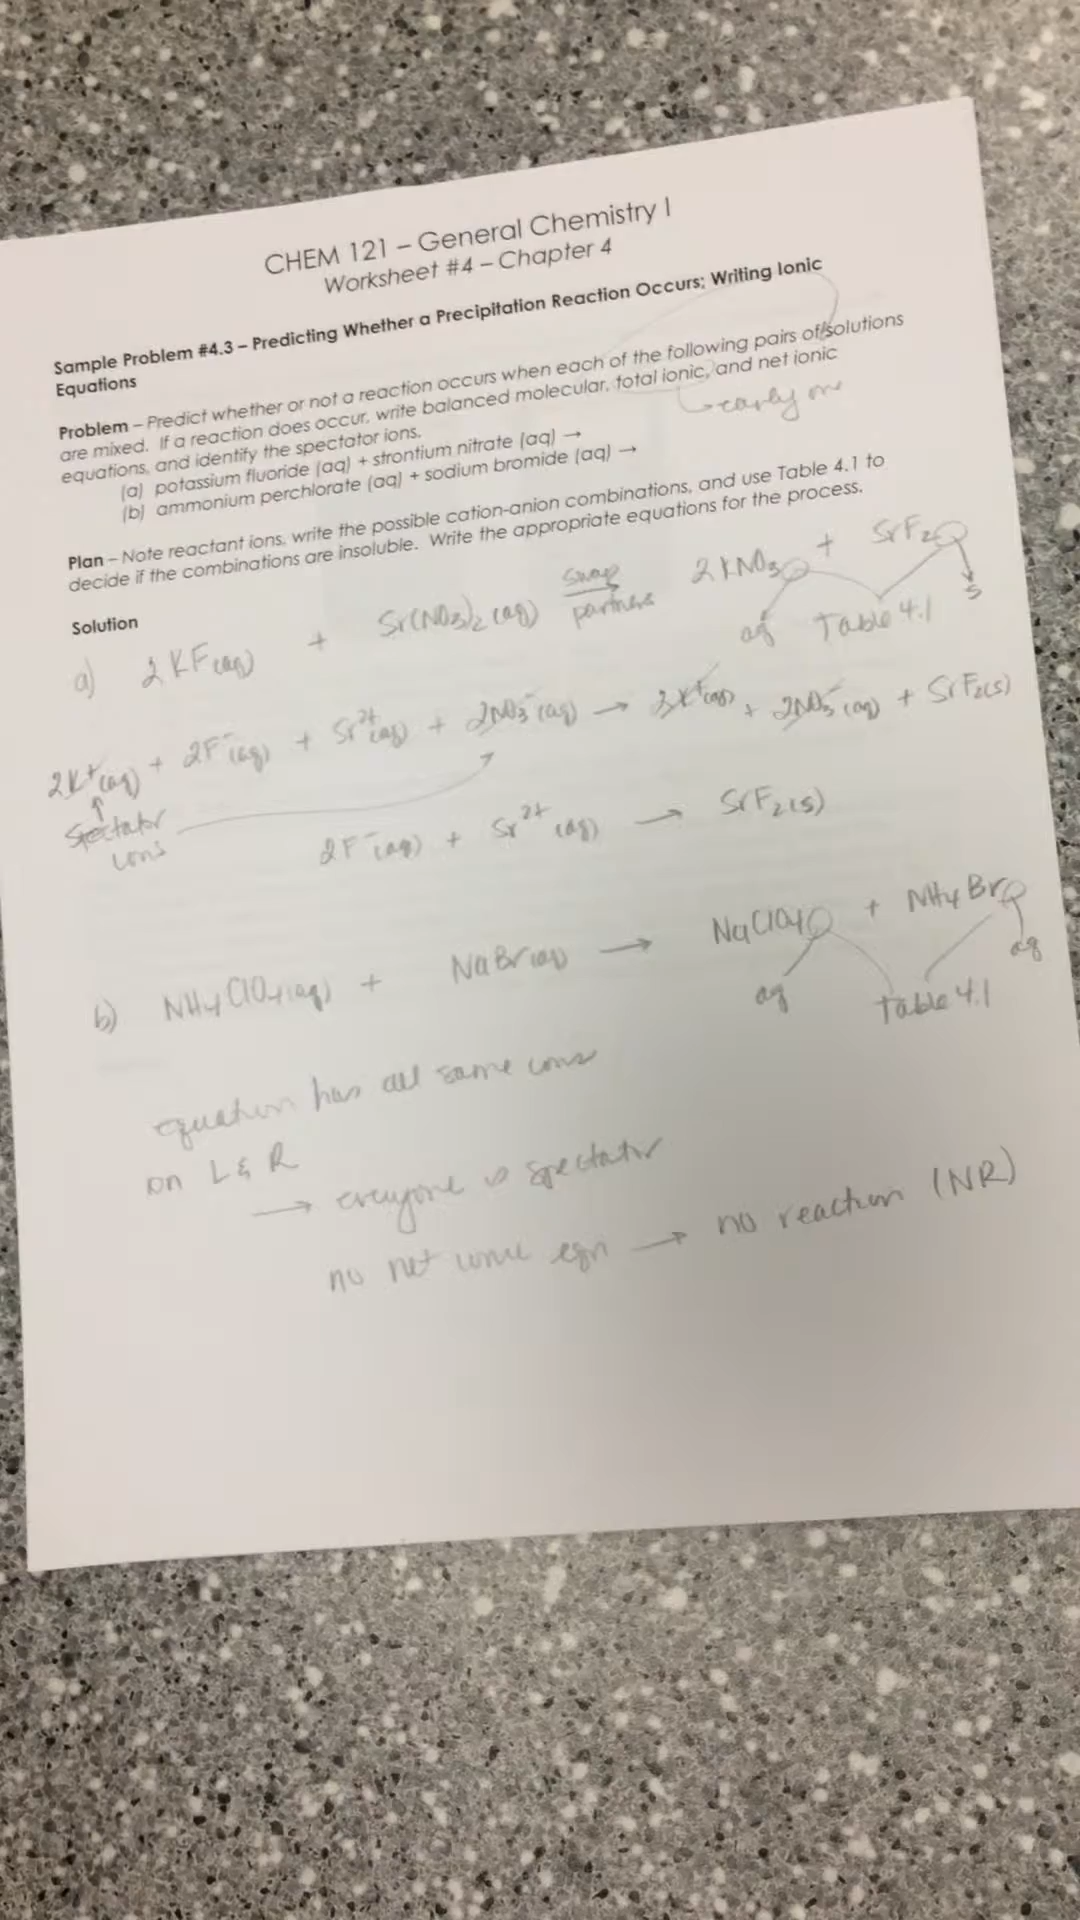 CHEM 121 – General Chemistry I
Worksheet #4 – Chapter 4
Sample Problem #4.3 – Predicting Whether a Precipitation Reaction Occurs; Writing Ionic
Equations
Problem – Predict whether or not a reaction occurs when each of the following pairs of solutions
are mixed. If a reaction does occur, write balanced molecular, total ionic, and net ionic
equations, and identify the spectator ions.
(a) potassium fluoride (aq) + strontium nitrate (aq) →
(b) ammonium perchlorate (aq) + sodium bromide (aq) →
Plan – Note reactant ions, write the possible cation-anion combinations, and use Table 4.1 to
decide if the combinations are insoluble. Write the appropriate equations for the process.
Solution
a) 2KF(aq) + Sr(NO3)2 (aq) swap partners → 2KNO3 + SrF2
aq Table 4.1 s
2K⁺(aq) + 2F⁻(aq) + Sr²⁺(aq) + 2NO3⁻(aq) → 2K⁺(aq) + 2NO3⁻(aq) + SrF2(s)
Spectator
ions
2F⁻(aq) + Sr²⁺(aq) → SrF2(s)
b) NH4ClO4(aq) + NaBr(aq) → NaClO4 + NH4Br
aq Table 4.1 aq
equation has all same ions
on L & R
→ everyone is spectator
no net ionic eqn → no reaction (NR)